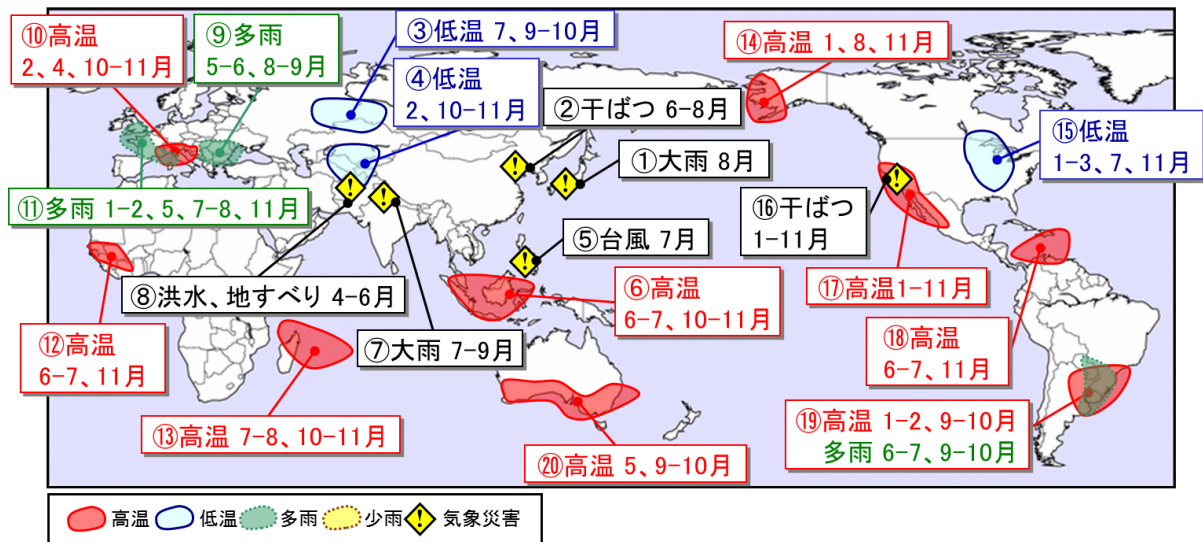 ⑩高温
2、4、10-11月
⑨多雨
5-6、8-9月
③低温 7、9-10月
④低温
2、10-11月
②干ばつ 6-8月
①大雨 8月
⑭高温 1、8、11月
⑮低温
1-3、7、11月
⑪多雨 1-2、5、7-8、11月
⑯干ばつ
1-11月
⑤台風 7月
⑧洪水、地すべり 4-6月
⑥高温
6-7、10-11月
⑰高温1-11月
⑫高温
6-7、11月
⑦大雨 7-9月
⑱高温
6-7、11月
⑬高温 7-8、10-11月
⑳高温 5、9-10月
⑲高温 1-2、9-10月
多雨 6-7、9-10月
高温 低温 多雨 少雨 気象災害